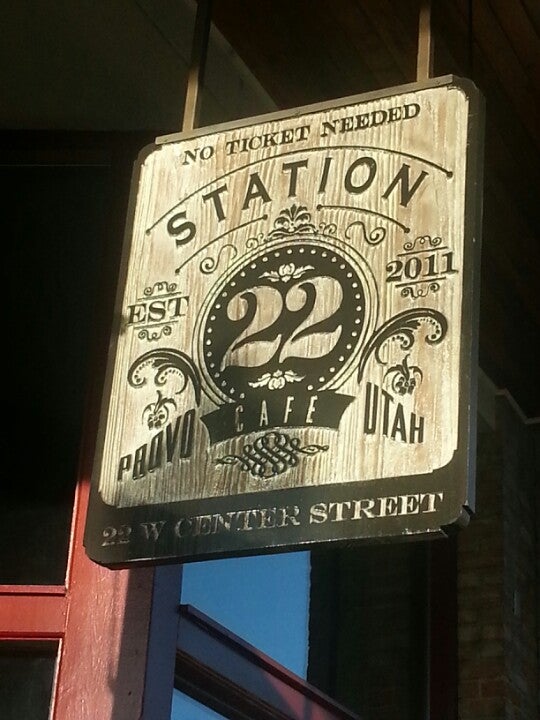 NO TICKET NEEDED
STATION
EST 2011
22
CAFE
PROVO UTAH
22 W CENTER STREET